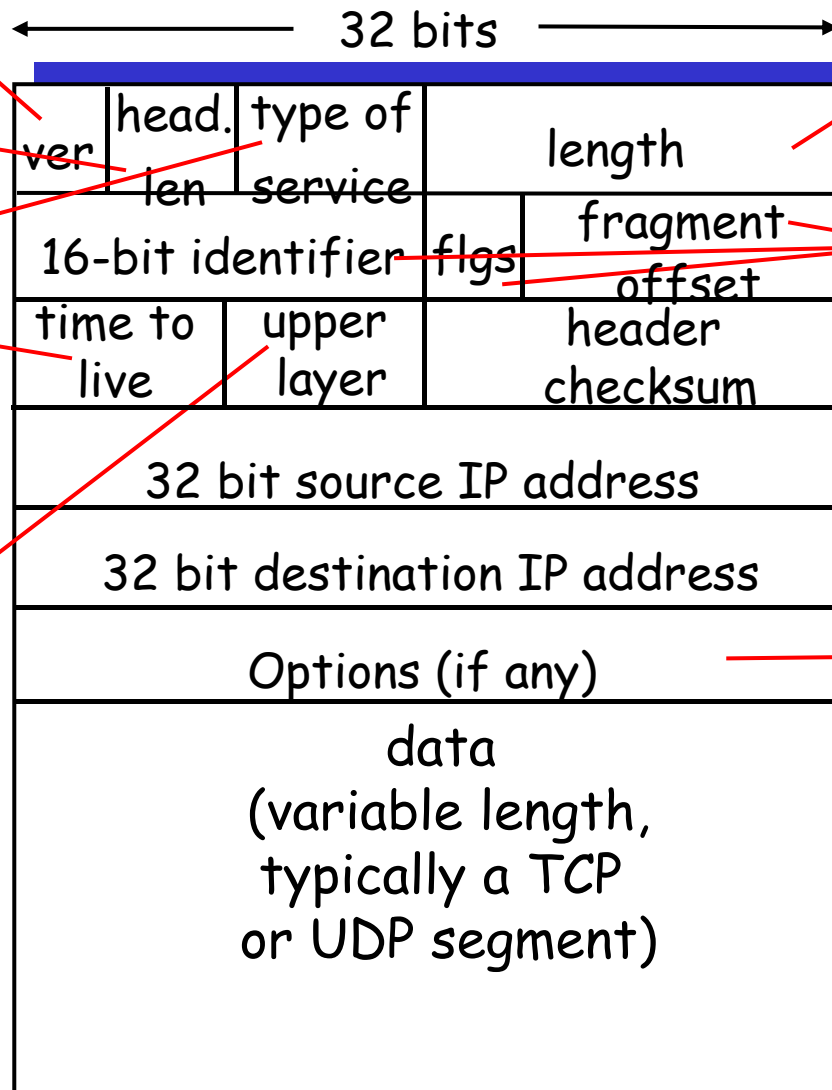 32 bits
ver head. len type of service length
16-bit identifier flgs fragment offset
time to live upper layer header checksum
32 bit source IP address
32 bit destination IP address
Options (if any)
data
(variable length,
typically a TCP
or UDP segment)